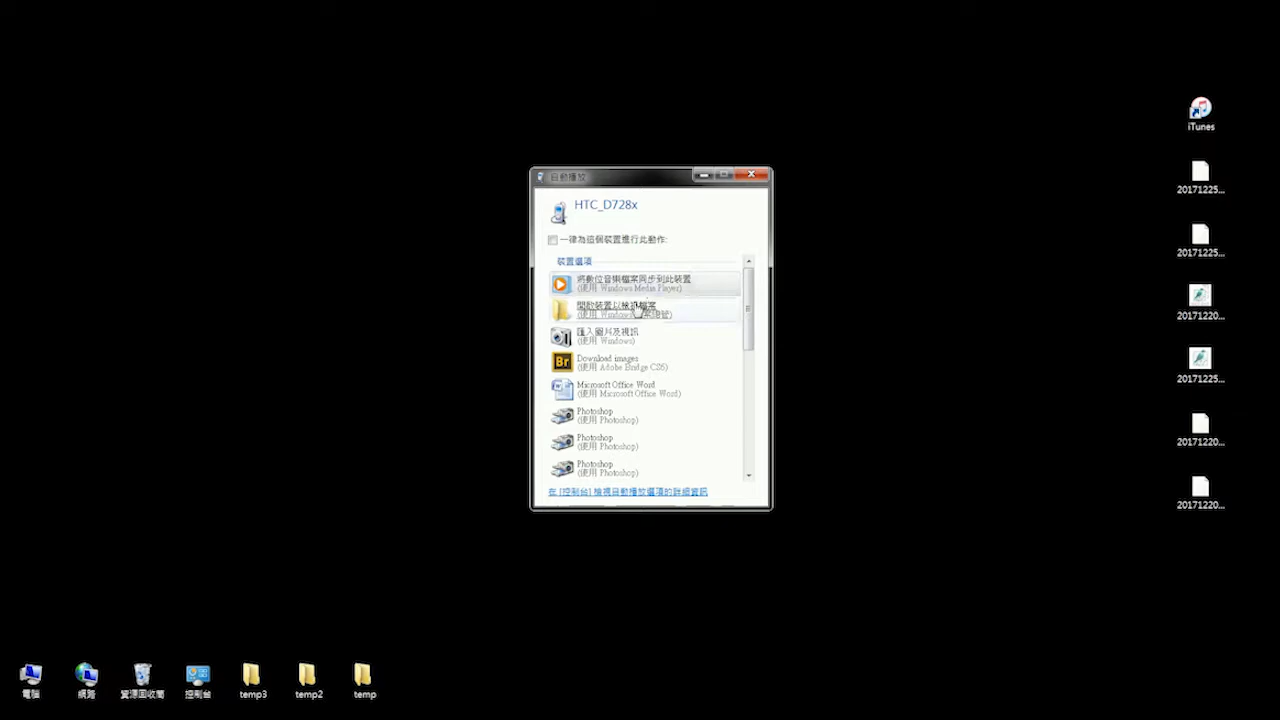 iTunes
20171225...
20171225...
20171220...
20171225...
20171220...
20171220...
自動播放
HTC_D728x
一律為這個裝置進行此動作:
裝置選項
將數位音樂檔案同步到此裝置
(使用 Windows Media Player)
開啟裝置以檢視檔案
(使用 Windows 檔案總管)
匯入圖片及視訊
(使用 Windows)
Download images
(使用 Adobe Bridge CS6)
Microsoft Office Word
(使用 Microsoft Office Word)
Photoshop
(使用 Photoshop)
Photoshop
(使用 Photoshop)
Photoshop
(使用 Photoshop)
在 [控制台] 檢視自動播放選項的詳細資訊
電腦
網路
資源回收筒
控制台
temp3
temp2
temp